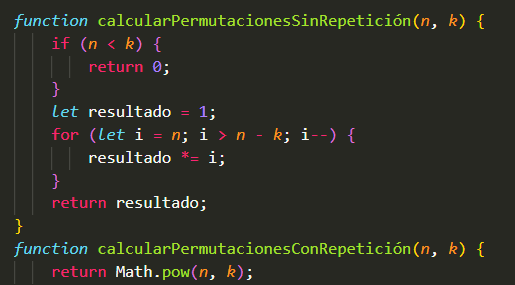 function calcularPermutacionesSinRepetición(n, k) {
    if (n < k) {
        return 0;
    }
    let resultado = 1;
    for (let i = n; i > n - k; i--) {
        resultado *= i;
    }
    return resultado;
}
function calcularPermutacionesConRepetición(n, k) {
    return Math.pow(n, k);